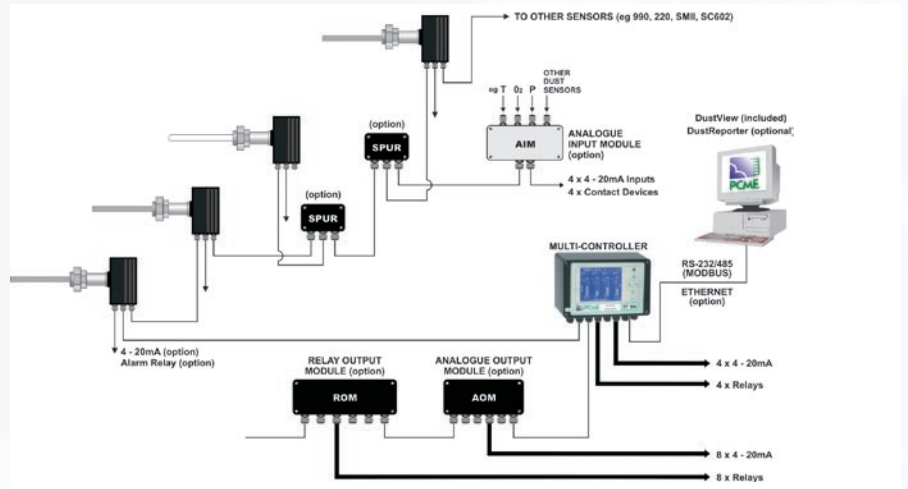 TO OTHER SENSORS (eg 990, 220, SMII, SC602)
OTHER
DUST
SENSORS
eg T O₂ P
(option)
SPUR
AIM
ANALOGUE
INPUT MODULE
(option)
4 x 4 - 20mA Inputs
4 x Contact Devices
DustView (included)
DustReporter (optional)
PCME
(option)
SPUR
MULTI-CONTROLLER
PCME
RS-232/485
(MODBUS)
ETHERNET
(option)
4 - 20mA (option)
Alarm Relay (option)
RELAY OUTPUT
MODULE (option)
ROM
ANALOGUE OUTPUT
MODULE (option)
AOM
4 x 4 - 20mA
4 x Relays
8 x 4 - 20mA
8 x Relays